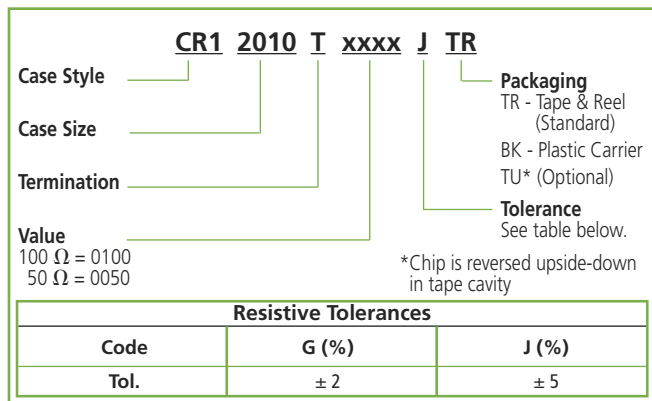 CR1 2010 T xxxx J TR
Case Style
Case Size
Termination
Value
100 Ω = 0100
50 Ω = 0050
Packaging
TR - Tape & Reel
(Standard)
BK - Plastic Carrier
TU* (Optional)
Tolerance
See table below.
*Chip is reversed upside-down
in tape cavity
Resistive Tolerances
Code G (%) J (%)
Tol. ± 2 ± 5